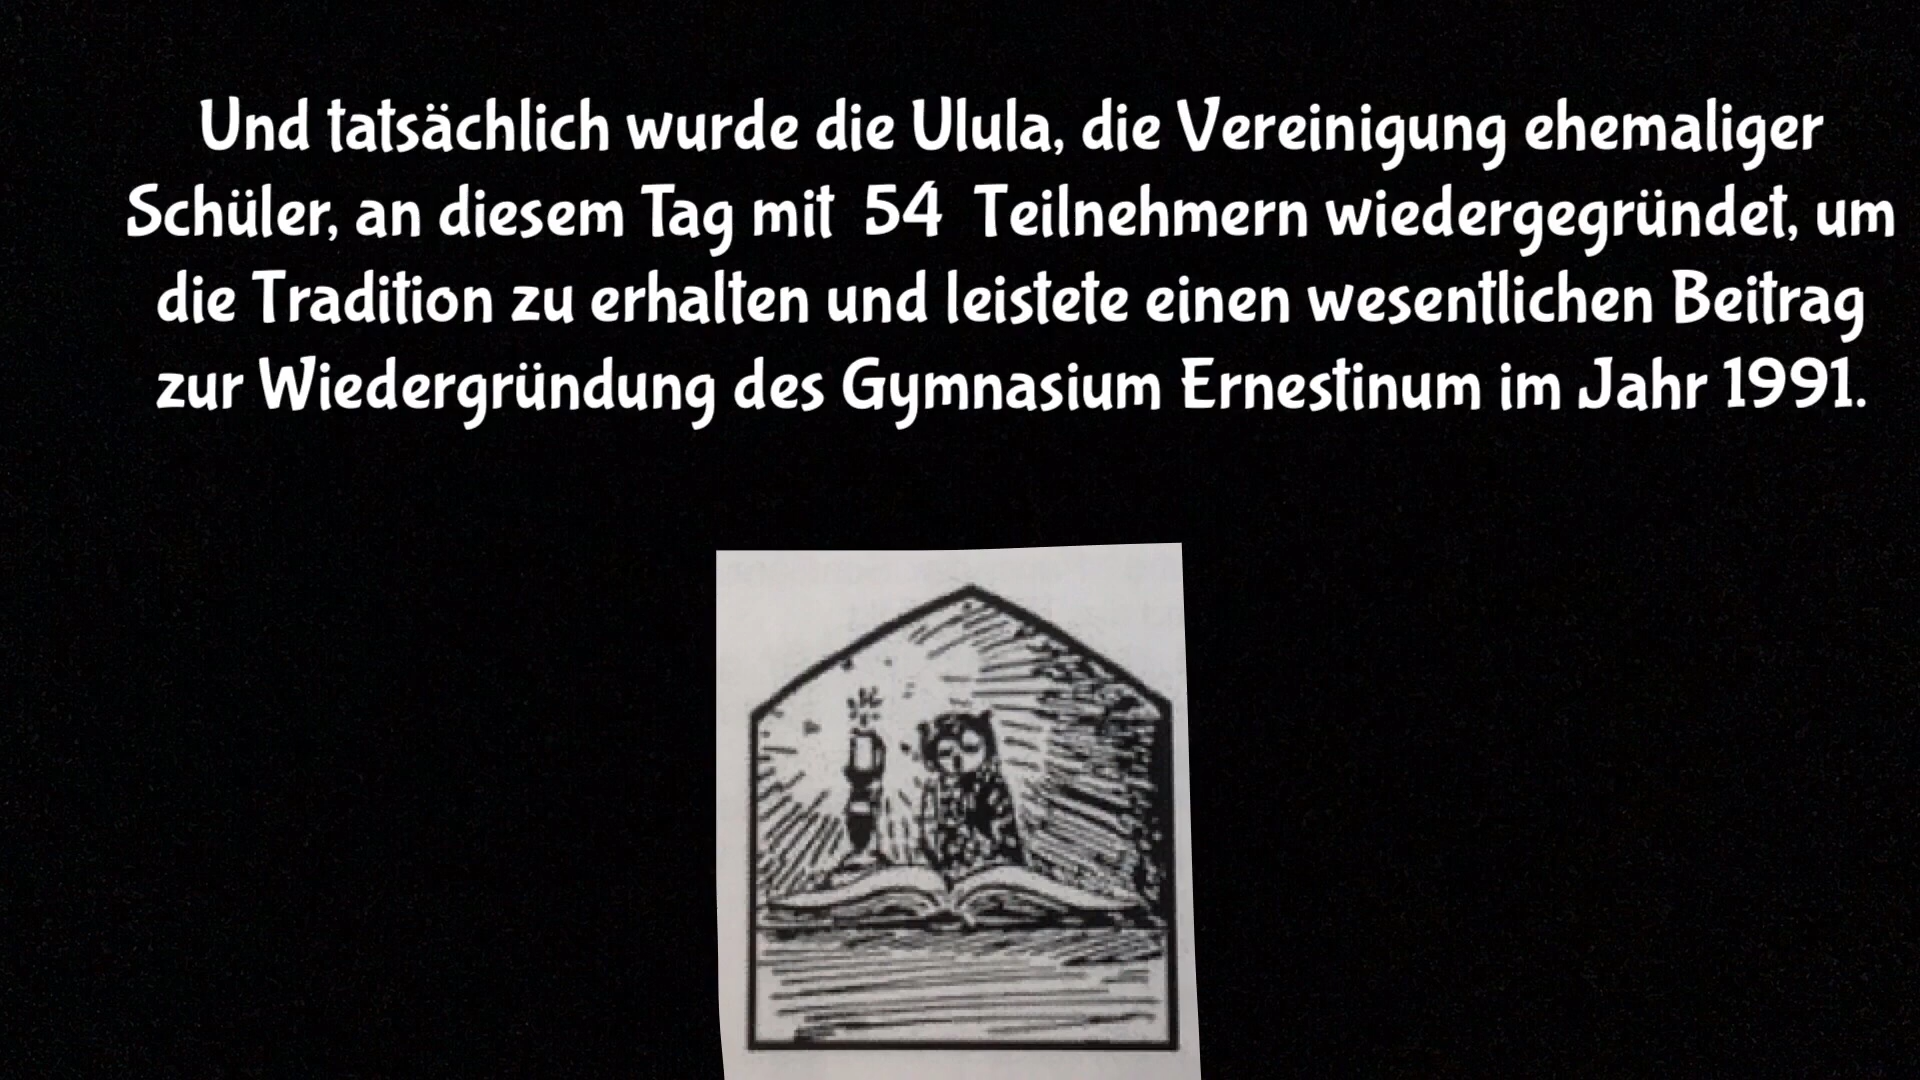 Und tatsächlich wurde die Ulula, die Vereinigung ehemaliger
Schüler, an diesem Tag mit 54 Teilnehmern wiedergegründet, um
die Tradition zu erhalten und leistete einen wesentlichen Beitrag
zur Wiedergründung des Gymnasium Ernestinum im Jahr 1991.